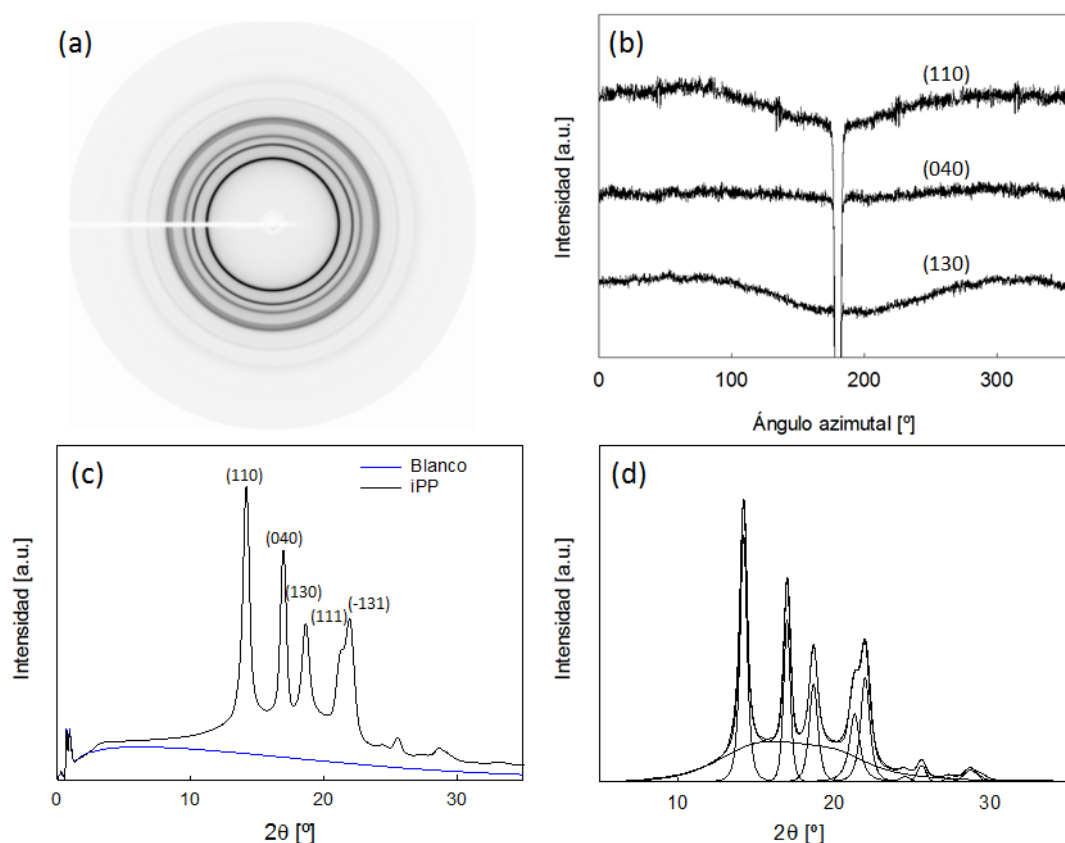 (a)
(b)
(110)
(040)
(130)
Intensidad [a.u.]
0 100 200 300
Ángulo azimutal [º]
(c)
Blanco
iPP
(110)
(040)
(130)
(111)
(-131)
Intensidad [a.u.]
0 10 20 30
2θ [º]
(d)
Intensidad [a.u.]
10 20 30
2θ [º]